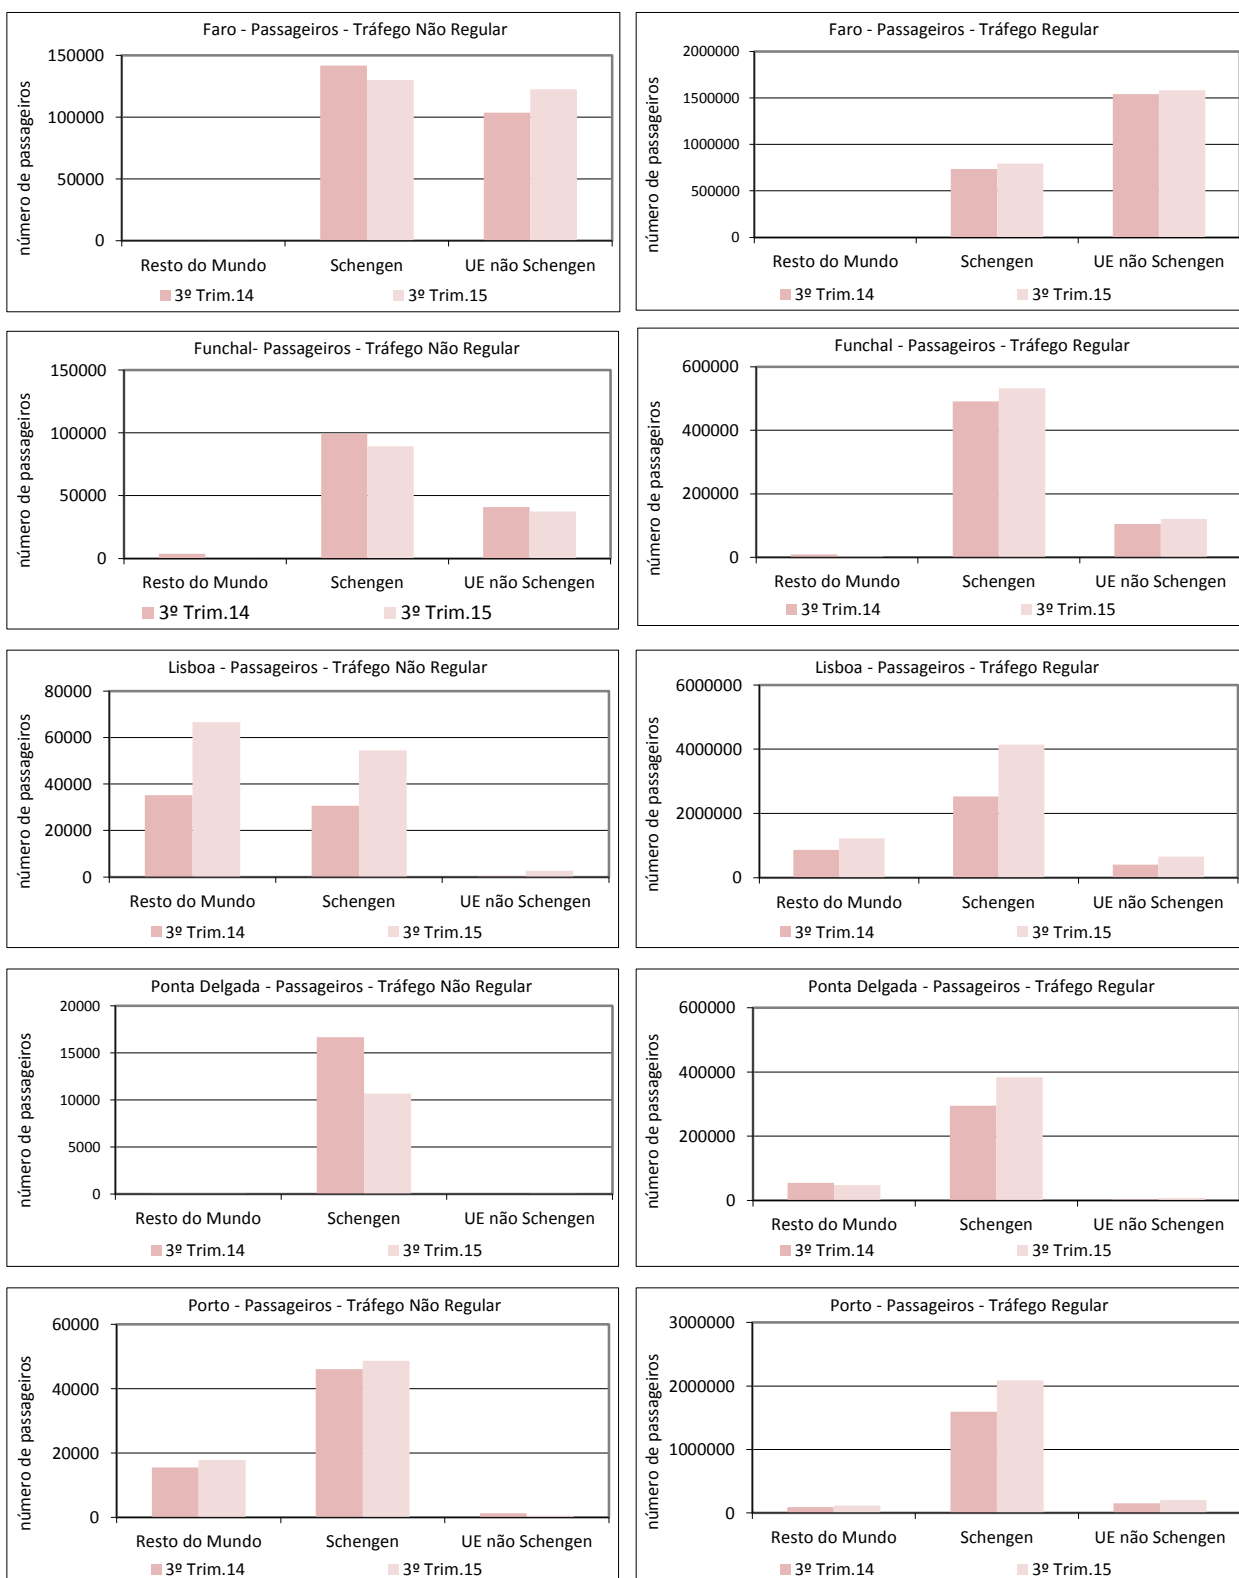 Faro - Passageiros - Tráfego Não Regular
número de passageiros
150000
100000
50000
0
Resto do Mundo Schengen UE não Schengen
3º Trim.14 3º Trim.15
Faro - Passageiros - Tráfego Regular
número de passageiros
2000000
1500000
1000000
500000
0
Resto do Mundo Schengen UE não Schengen
3º Trim.14 3º Trim.15
Funchal- Passageiros - Tráfego Não Regular
número de passageiros
150000
100000
50000
0
Resto do Mundo Schengen UE não Schengen
3º Trim.14 3º Trim.15
Funchal - Passageiros - Tráfego Regular
número de passageiros
600000
400000
200000
0
Resto do Mundo Schengen UE não Schengen
3º Trim.14 3º Trim.15
Lisboa - Passageiros - Tráfego Não Regular
número de passageiros
80000
60000
40000
20000
0
Resto do Mundo Schengen UE não Schengen
3º Trim.14 3º Trim.15
Lisboa - Passageiros - Tráfego Regular
número de passageiros
6000000
4000000
2000000
0
Resto do Mundo Schengen UE não Schengen
3º Trim.14 3º Trim.15
Ponta Delgada - Passageiros - Tráfego Não Regular
número de passageiros
20000
15000
10000
5000
0
Resto do Mundo Schengen UE não Schengen
3º Trim.14 3º Trim.15
Ponta Delgada - Passageiros - Tráfego Regular
número de passageiros
600000
400000
200000
0
Resto do Mundo Schengen UE não Schengen
3º Trim.14 3º Trim.15
Porto - Passageiros - Tráfego Não Regular
número de passageiros
60000
40000
20000
0
Resto do Mundo Schengen UE não Schengen
3º Trim.14 3º Trim.15
Porto - Passageiros - Tráfego Regular
número de passageiros
3000000
2000000
1000000
0
Resto do Mundo Schengen UE não Schengen
3º Trim.14 3º Trim.15